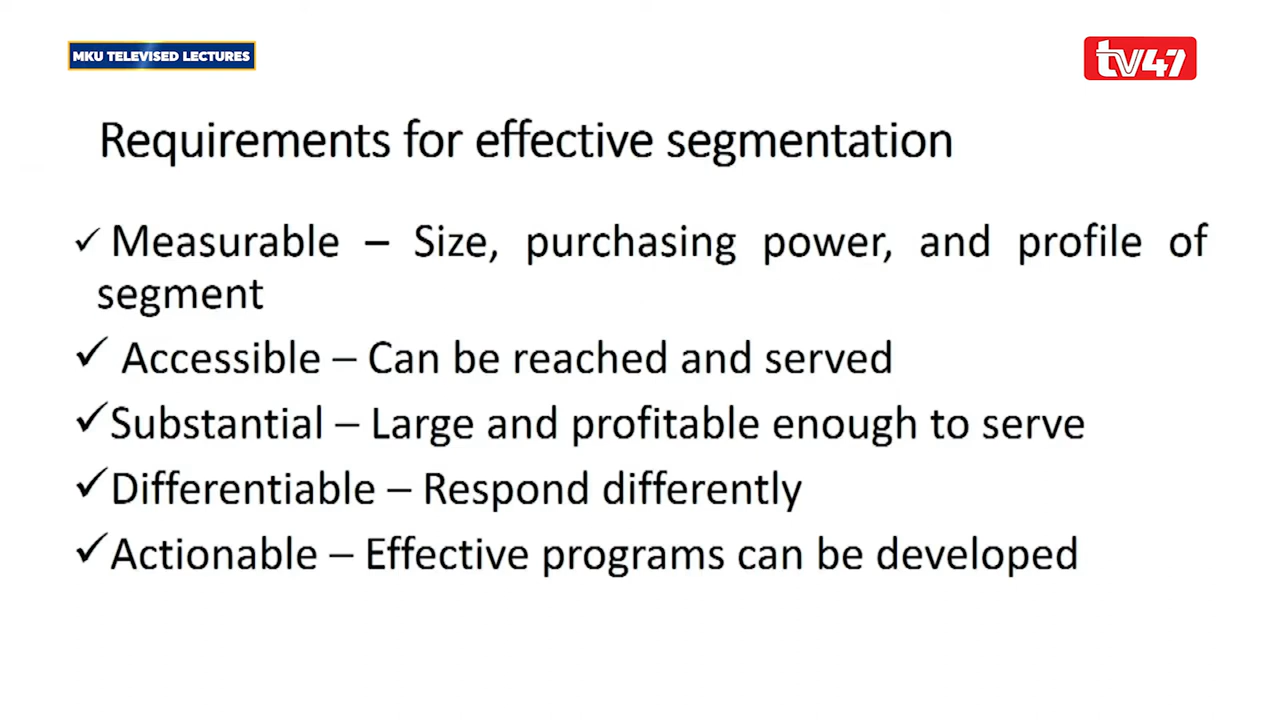 MKU TELEVISED LECTURES
tv47
Requirements for effective segmentation
✓ Measurable – Size, purchasing power, and profile of
segment
✓ Accessible – Can be reached and served
✓ Substantial – Large and profitable enough to serve
✓ Differentiable – Respond differently
✓ Actionable – Effective programs can be developed